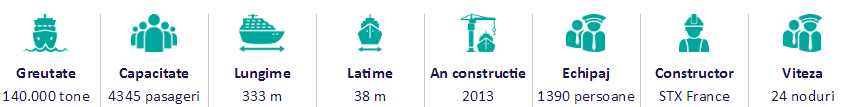 Greutate Capacitate Lungime Latime An constructie Echipaj Constructor Viteza
140.000 tone 4345 pasageri 333 m 38 m 2013 1390 persoane STX France 24 noduri